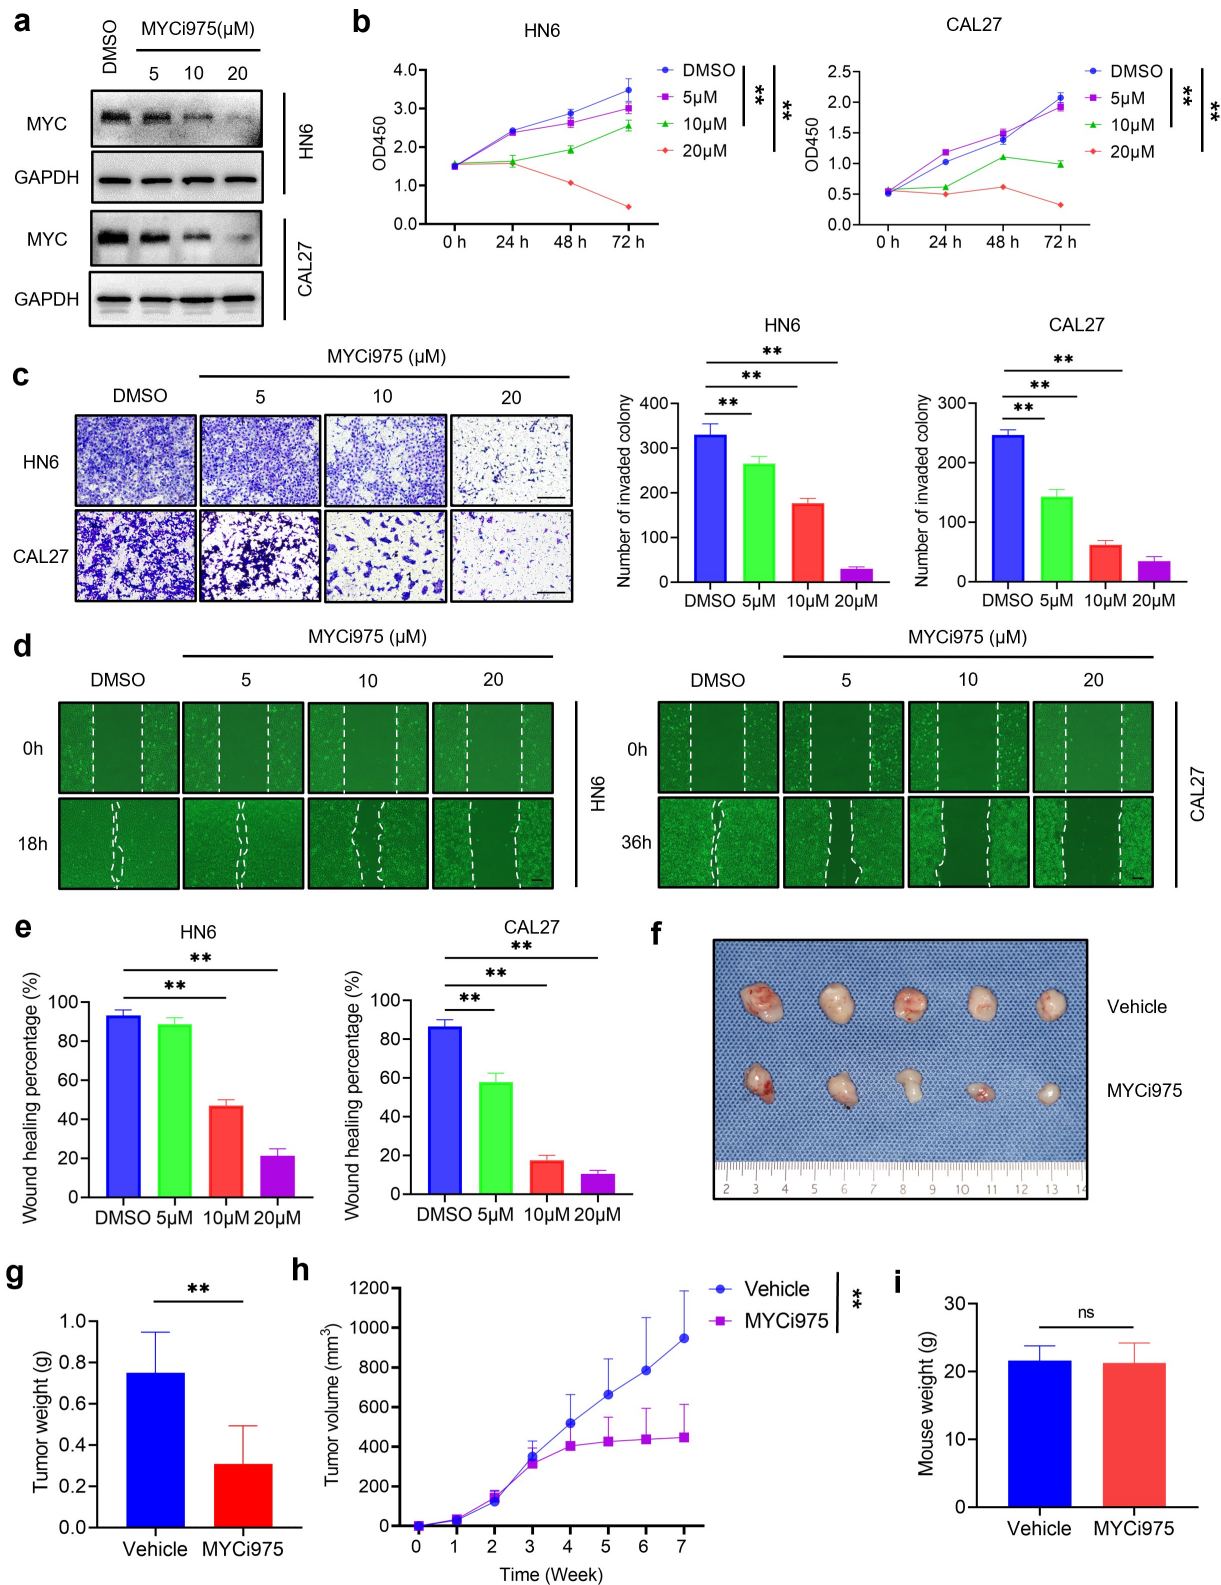 a
DMSO
MYCi975(µM)
5 10 20
MYC
GAPDH
HN6
MYC
GAPDH
CAL27
b
HN6
OD450
4.0
3.0
2.0
1.0
0.0
0 h 24 h 48 h 72 h
DMSO
5µM
10µM
20µM
**
**
CAL27
OD450
2.5
2.0
1.5
1.0
0.5
0.0
0 h 24 h 48 h 72 h
DMSO
5µM
10µM
20µM
**
**
c
MYCi975 (µM)
DMSO 5 10 20
HN6
CAL27
HN6
**
**
**
Number of invaded colony
400
300
200
100
0
DMSO 5µM 10µM 20µM
CAL27
**
**
**
Number of invaded colony
300
200
100
0
DMSO 5µM 10µM 20µM
d
MYCi975 (µM)
DMSO 5 10 20
0h
18h
HN6
MYCi975 (µM)
DMSO 5 10 20
0h
36h
CAL27
e
HN6
**
**
Wound healing percentage (%)
100
80
60
40
20
0
DMSO 5µM 10µM 20µM
CAL27
**
**
**
Wound healing percentage (%)
100
80
60
40
20
0
DMSO 5µM 10µM 20µM
f
Vehicle
MYCi975
2 3 4 5 6 7 8 9 10 11 12 13 14
g
**
Tumor weight (g)
1.0
0.8
0.6
0.4
0.2
0.0
Vehicle MYCi975
h
Tumor volume (mm³)
1200
1000
800
600
400
200
0
0 1 2 3 4 5 6 7
Time (Week)
Vehicle
MYCi975
**
i
ns
Mouse weight (g)
30
20
10
0
Vehicle MYCi975